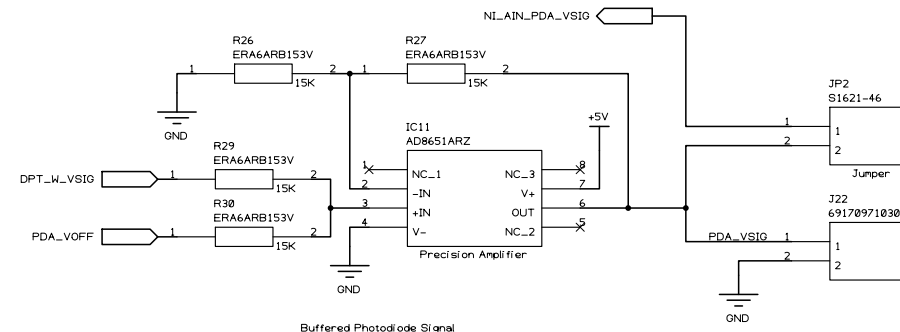 NI_AIN_PDA_VSIG
R26
ERA6ARB153V
1 2
15K
R27
ERA6ARB153V
1 2
15K
GND
JP2
S1621-46
1 1
2 2
Jumper
+5V
IC11
AD8651ARZ
1 NC_1 NC_3 8
2 -IN V+ 7
3 +IN OUT 6
4 V- NC_2 5
Precision Amplifier
R29
ERA6ARB153V
DPT_W_VSIG 1 2
15K
R30
ERA6ARB153V
PDA_VOFF 1 2
15K
GND
J22
69170971030
PDA_VSIG 1 1
2 2
GND
Buffered Photodiode Signal